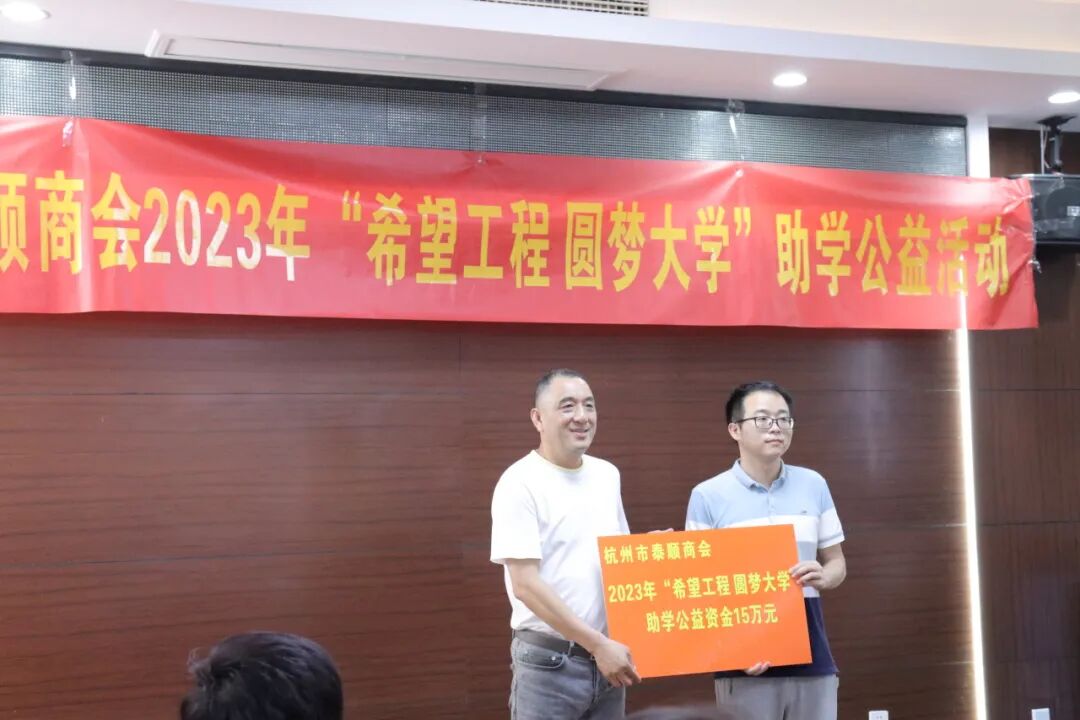 顺商会2023年“希望工程 圆梦大学”助学公益活动
杭州市泰顺商会
2023年“希望工程 圆梦大学
助学公益资金15万元